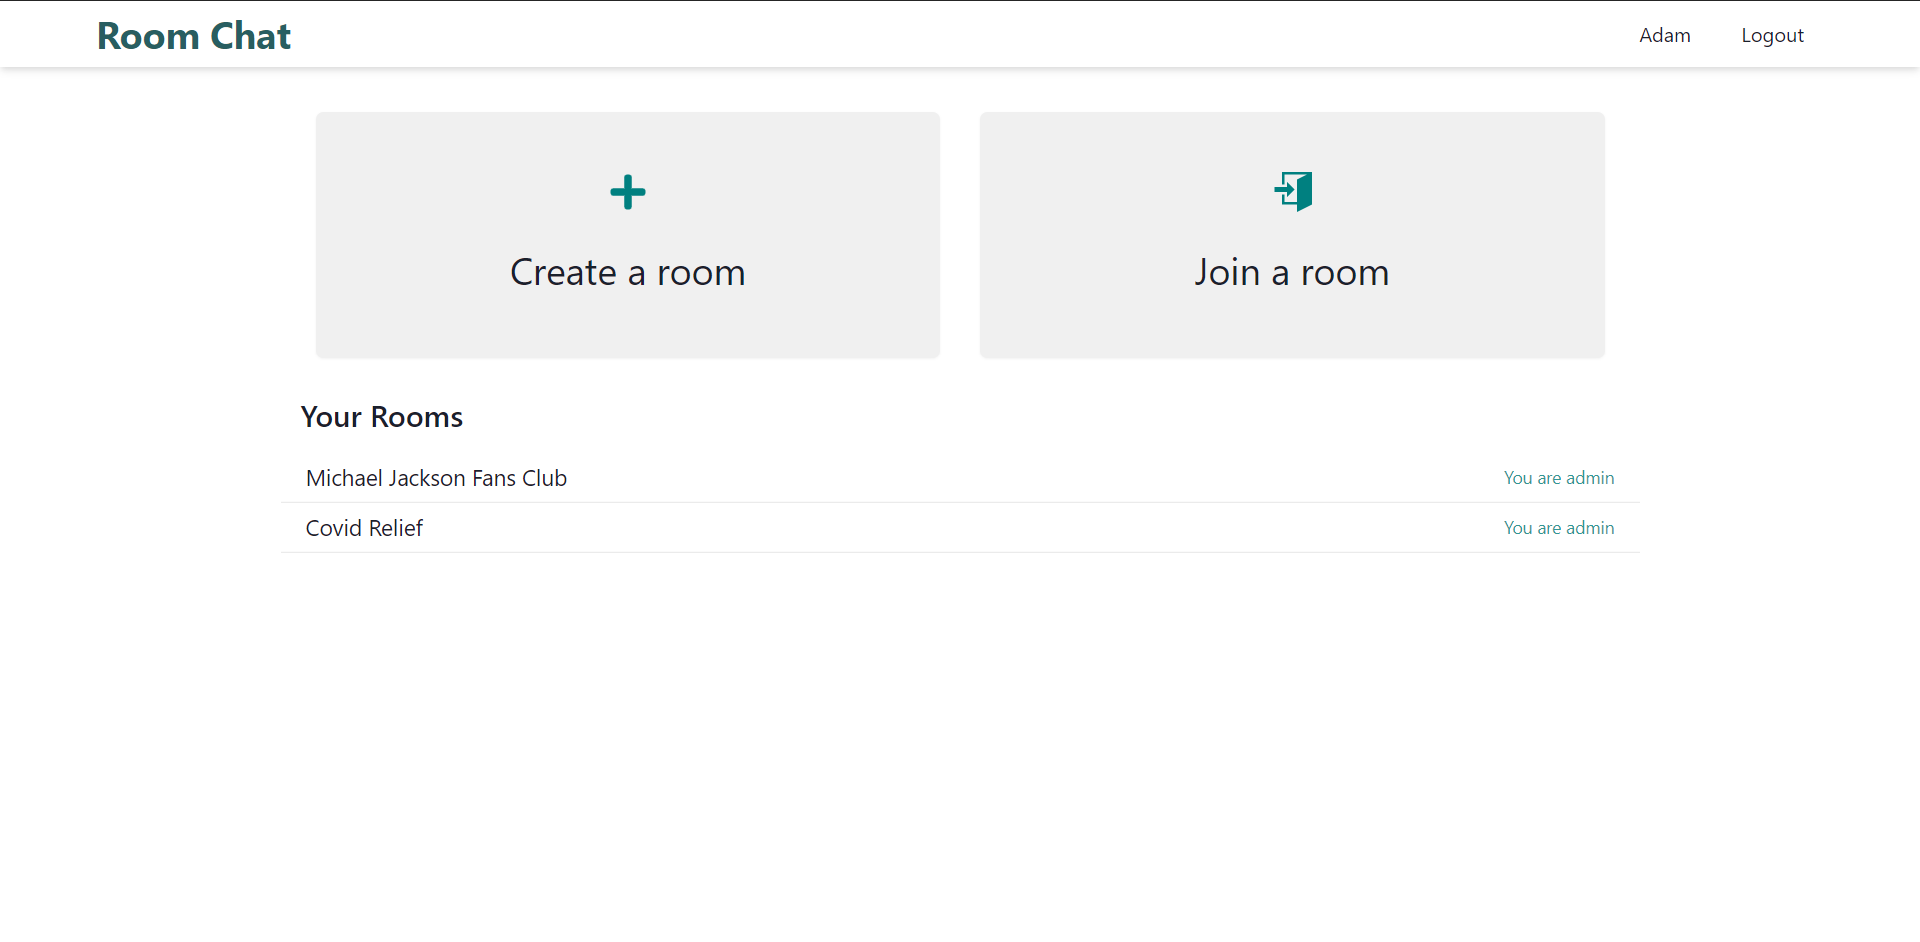 Room Chat
Adam
Logout
Create a room
Join a room
Your Rooms
Michael Jackson Fans Club
You are admin
Covid Relief
You are admin